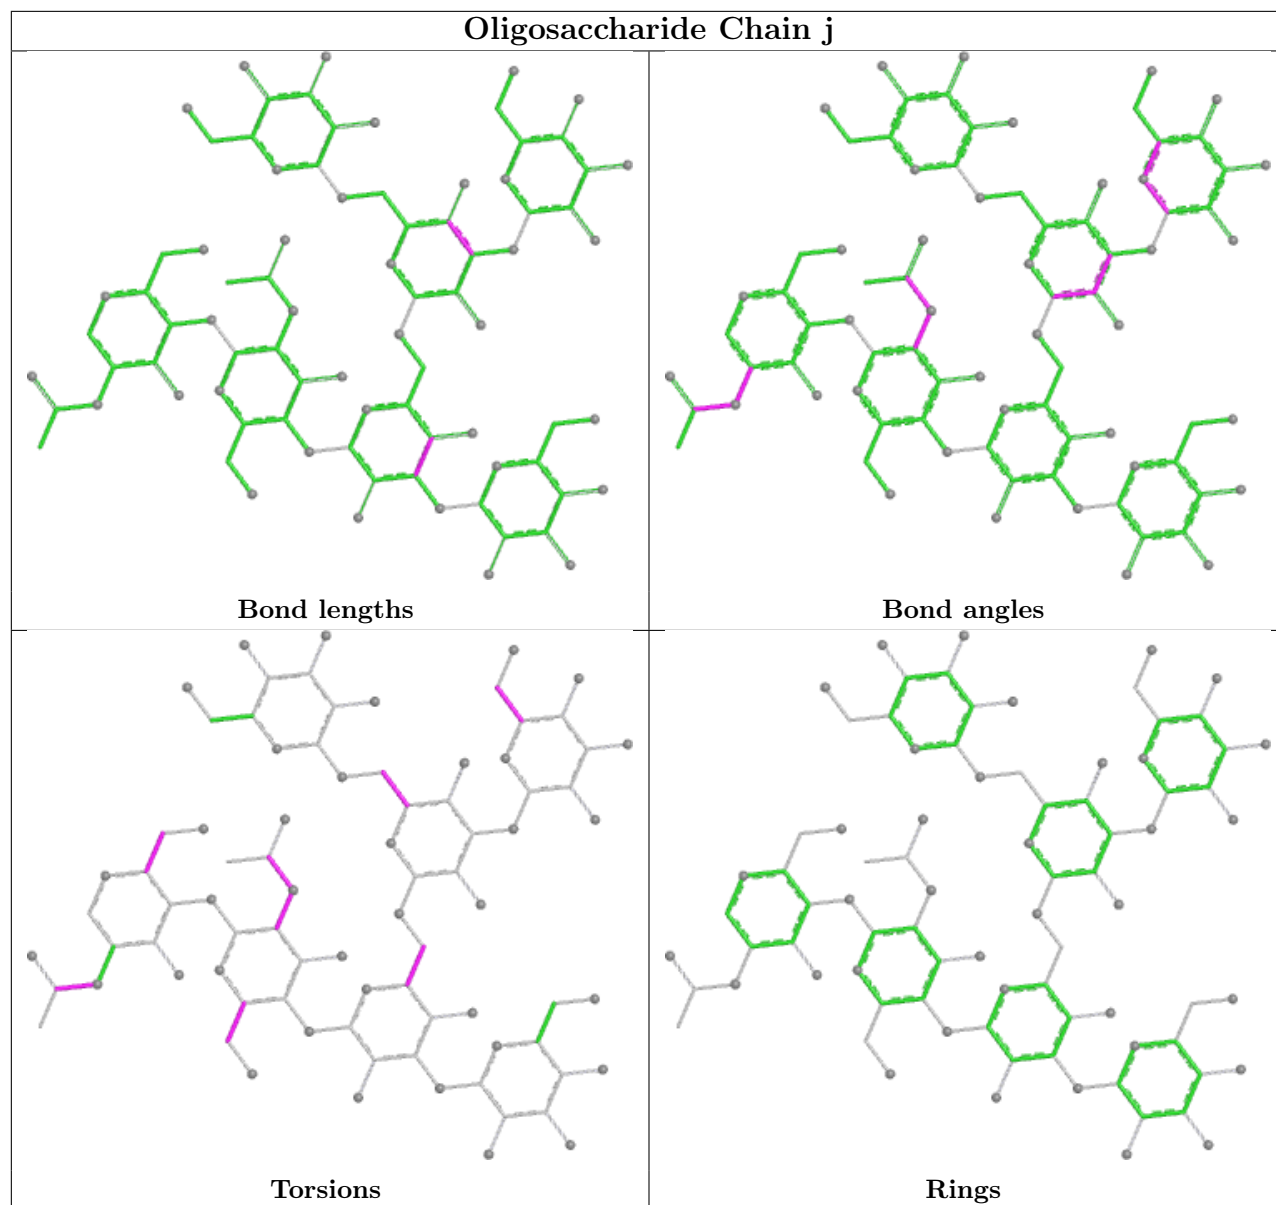 Oligosaccharide Chain j
Bond lengths
Bond angles
Torsions
Rings